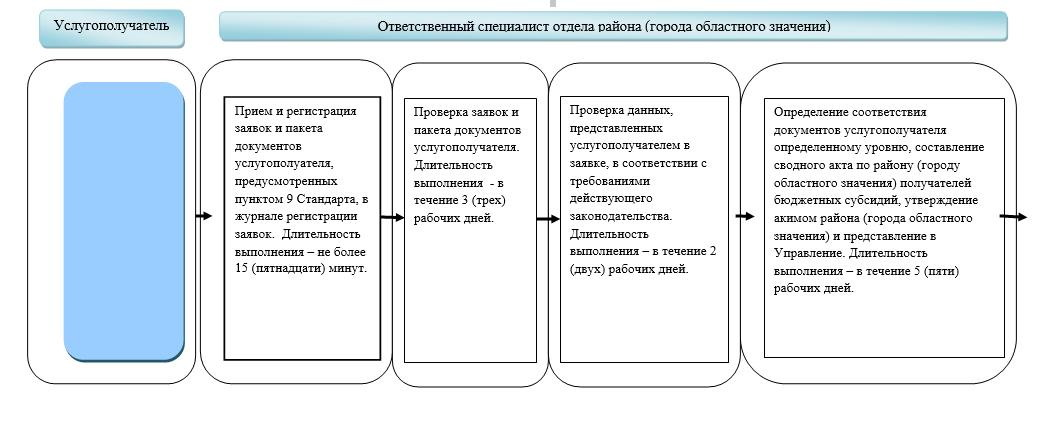 Услугополучатель
Ответственный специалист отдела района (города областного значения)
Прием и регистрация
заявок и пакета
документов
услугополуателя,
предусмотренных
пунктом 9 Стандарта, в
журнале регистрации
заявок. Длительность
выполнения – не более
15 (пятнадцати) минут.
Проверка заявок и
пакета документов
услугополучателя.
Длительность
выполнения - в
течение 3 (трех)
рабочих дней.
Проверка данных,
представленных
услугополучателем в
заявке, в соответствии с
требованиями
действующего
законодательства.
Длительность
выполнения – в течение 2
(двух) рабочих дней.
Определение соответствия
документов услугополучателя
определенному уровню, составление
сводного акта по району (городу
областного значения) получателей
бюджетных субсидий, утверждение
акимом района (города областного
значения) и представление в
Управление. Длительность
выполнения – в течение 5 (пяти)
рабочих дней.